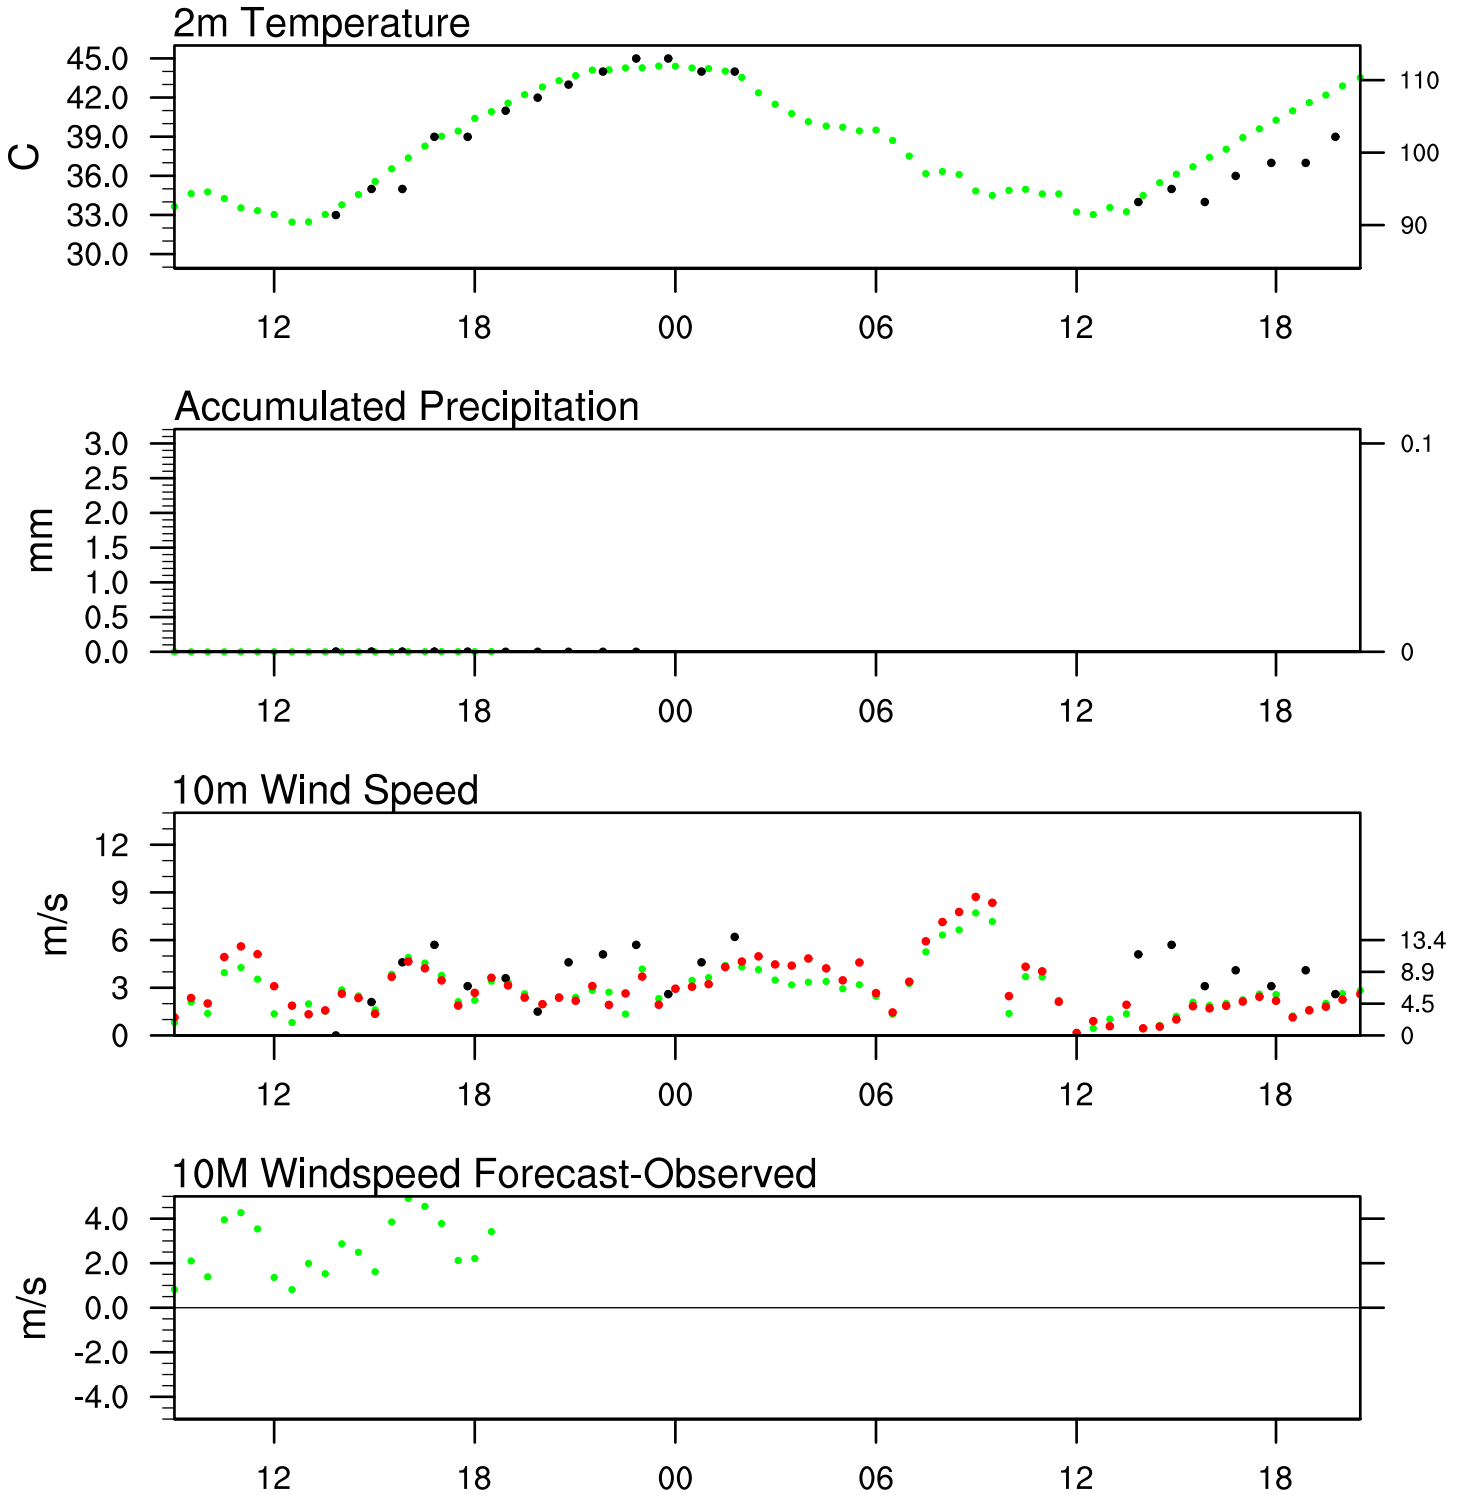 2m Temperature
45.0
42.0
39.0
36.0
33.0
30.0
C
110
100
90
12 18 00 06 12 18
Accumulated Precipitation
3.0
2.5
2.0
1.5
1.0
0.5
0.0
mm
0.1
0
12 18 00 06 12 18
10m Wind Speed
12
9
6
3
0
m/s
13.4
8.9
4.5
0
12 18 00 06 12 18
10M Windspeed Forecast-Observed
4.0
2.0
0.0
-2.0
-4.0
m/s
12 18 00 06 12 18